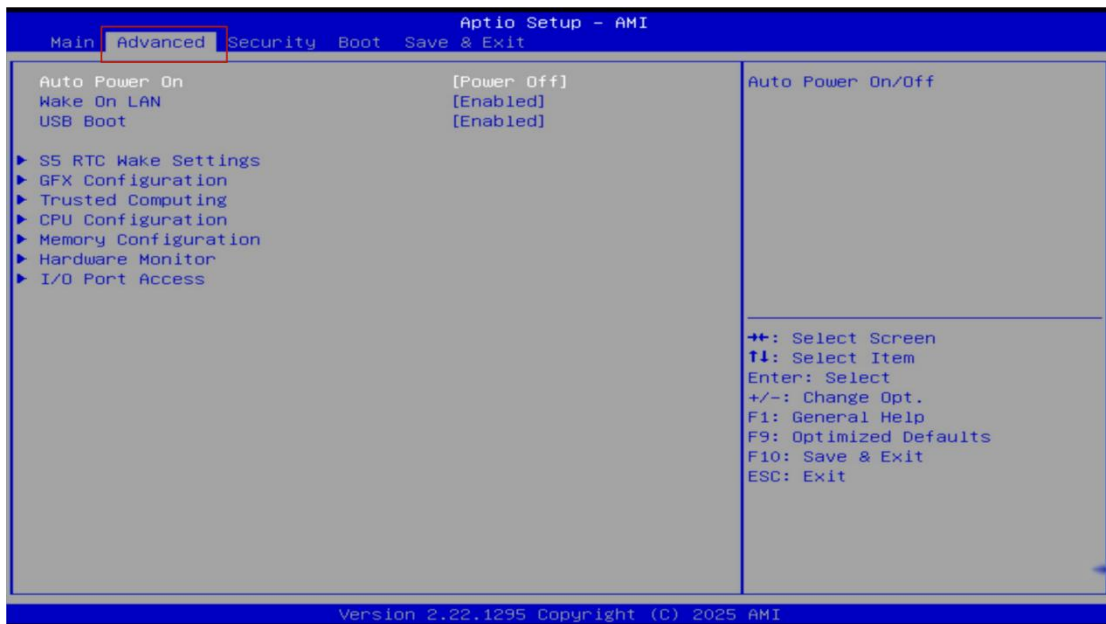 Aptio Setup - AMI
Main Advanced Security Boot Save & Exit
Auto Power On [Power Off]
Wake On LAN [Enabled]
USB Boot [Enabled]
S5 RTC Wake Settings
GFX Configuration
Trusted Computing
CPU Configuration
Memory Configuration
Hardware Monitor
I/O Port Access
Auto Power On/Off
→←: Select Screen
↑↓: Select Item
Enter: Select
+/-: Change Opt.
F1: General Help
F9: Optimized Defaults
F10: Save & Exit
ESC: Exit
Version 2.22.1295 Copyright (C) 2025 AMI